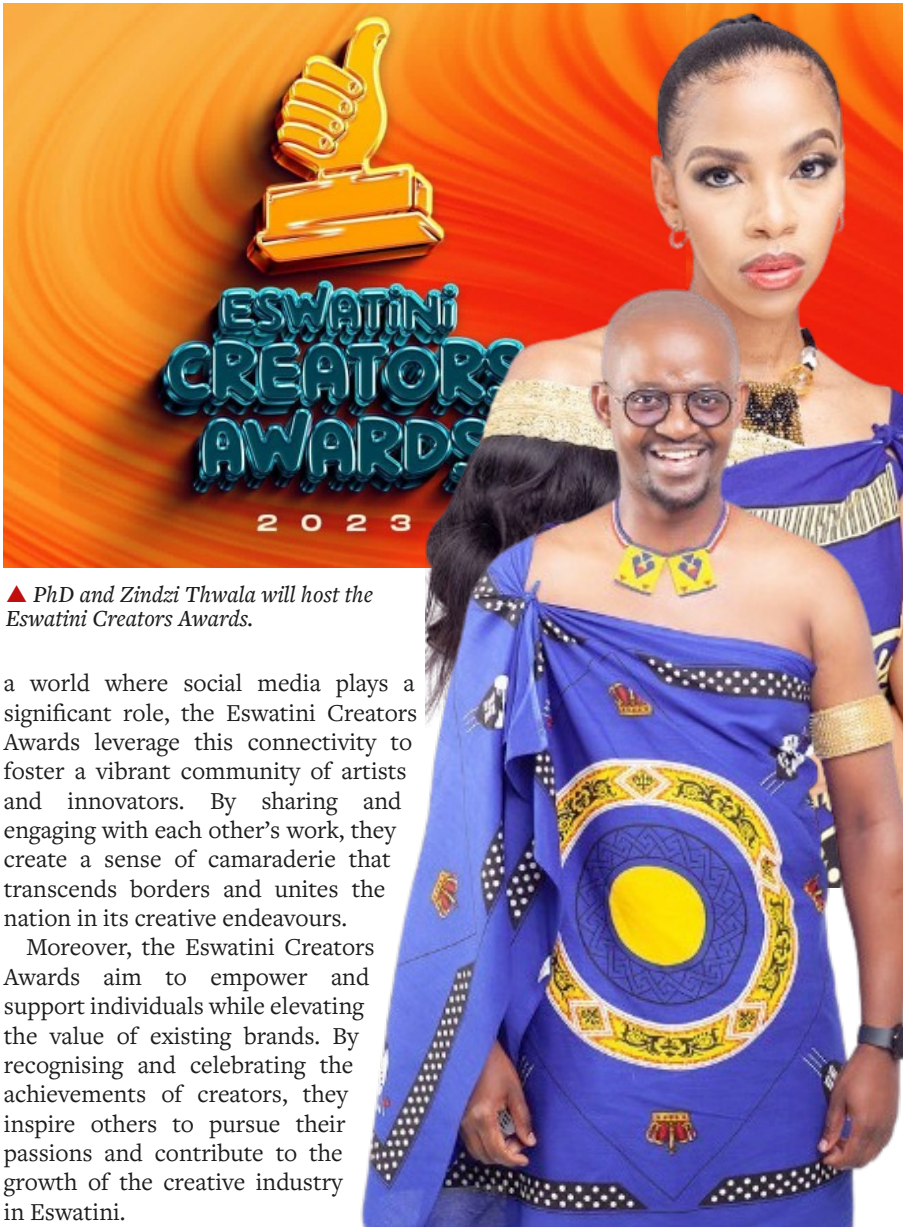 ESWATiNi
CREATORS
AWARDS
2023
▲ PhD and Zindzi Thwala will host the
Eswatini Creators Awards.
a world where social media plays a
significant role, the Eswatini Creators
Awards leverage this connectivity to
foster a vibrant community of artists
and innovators. By sharing and
engaging with each other’s work, they
create a sense of camaraderie that
transcends borders and unites the
nation in its creative endeavours.
Moreover, the Eswatini Creators
Awards aim to empower and
support individuals while elevating
the value of existing brands. By
recognising and celebrating the
achievements of creators, they
inspire others to pursue their
passions and contribute to the
growth of the creative industry
in Eswatini.